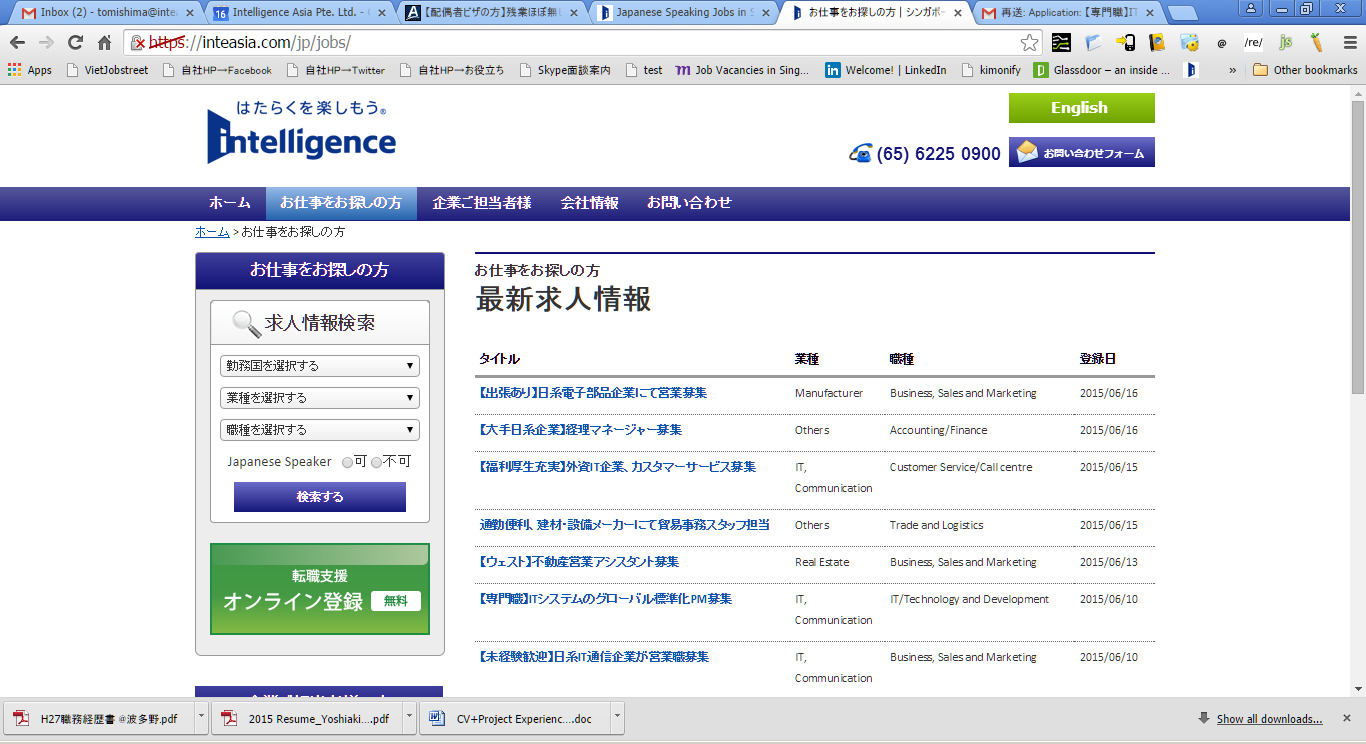 Inbox (2) - tomishima@inte
Intelligence Asia Pte. Ltd. -
【配偶者ビザの方】残業ほぼ無
Japanese Speaking Jobs in S
お仕事をお探しの方 | シンガポー
再送: Application: 【専門職】IT
https://inteasia.com/jp/jobs/
Apps
VietJobstreet
自社HP→Facebook
自社HP→Twitter
自社HP→お役立ち
Skype面談案内
test
Job Vacancies in Sing...
Welcome! | LinkedIn
kimonify
Glassdoor – an inside ...
»
Other bookmarks
はたらくを楽しもう®
intelligence
English
(65) 6225 0900
お問い合わせフォーム
ホーム お仕事をお探しの方 企業ご担当者様 会社情報 お問い合わせ
ホーム > お仕事をお探しの方
お仕事をお探しの方
求人情報検索
勤務国を選択する
業種を選択する
職種を選択する
Japanese Speaker 可 不可
検索する
転職支援
オンライン登録 無料
お仕事をお探しの方
最新求人情報
タイトル 業種 職種 登録日
【出張あり】日系電子部品企業にて営業募集 Manufacturer Business, Sales and Marketing 2015/06/16
【大手日系企業】経理マネージャー募集 Others Accounting/Finance 2015/06/16
【福利厚生充実】外資IT企業、カスタマーサービス募集 IT, Customer Service/Call centre 2015/06/15
Communication
通勤便利、建材・設備メーカーにて貿易事務スタッフ担当 Others Trade and Logistics 2015/06/15
【ウェスト】不動産営業アシスタント募集 Real Estate Business, Sales and Marketing 2015/06/13
【専門職】ITシステムのグローバル標準化PM募集 IT, IT/Technology and Development 2015/06/10
Communication
【未経験歓迎】日系IT通信企業が営業職募集 IT, Business, Sales and Marketing 2015/06/10
Communication
H27職務経歴書 @波多野.pdf
2015 Resume_Yoshiaki....pdf
CV+Project Experienc....doc
Show all downloads...